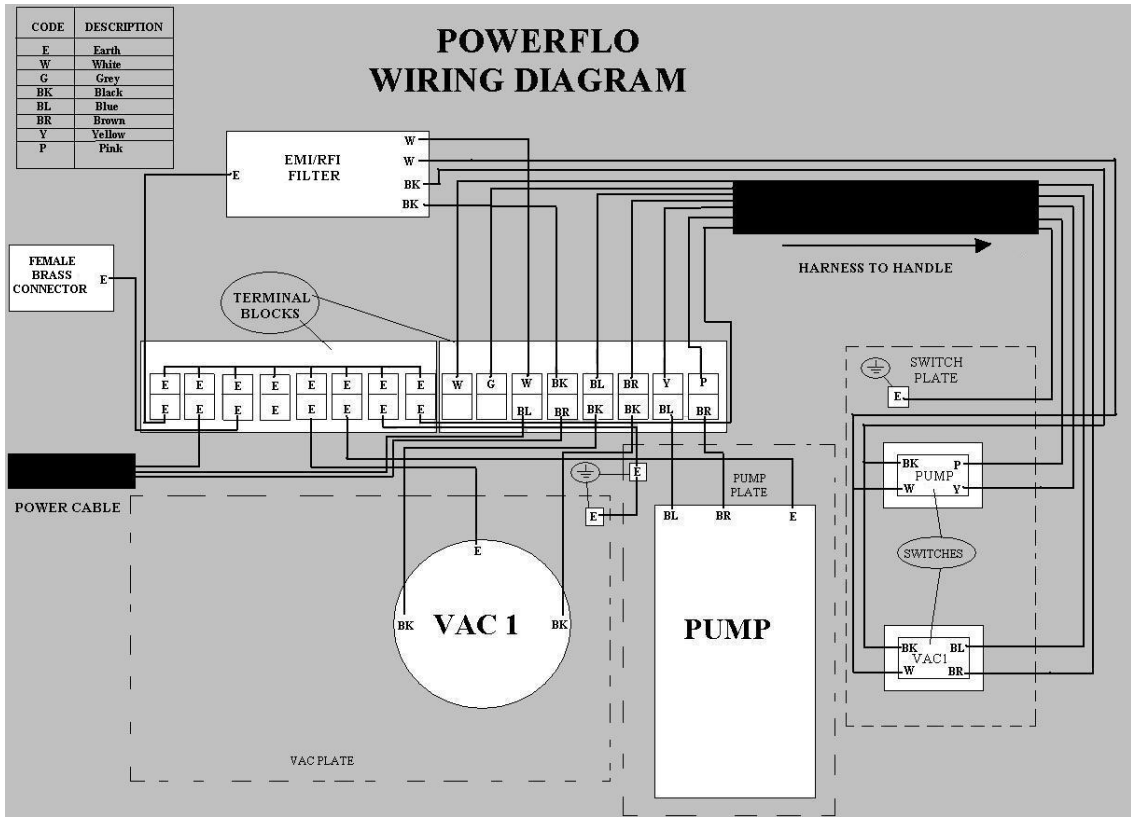 CODE DESCRIPTION
E Earth
W White
G Grey
BK Black
BL Blue
BR Brown
Y Yellow
P Pink
POWERFLO
WIRING DIAGRAM
EMI/RFI
FILTER
E
W
W
BK
BK
FEMALE
BRASS
CONNECTOR
E
HARNESS TO HANDLE
TERMINAL
BLOCKS
E E E E E E E E W G W BK BL BR Y P
E E E E E E E E BL BR BK BK BL BR
POWER CABLE
SWITCH
PLATE
E
BK P
PUMP
W Y
SWITCHES
BK BL
VAC1
W BR
E
E
PUMP
PLATE
BL BR E
PUMP
E
BK VAC 1 BK
VAC PLATE